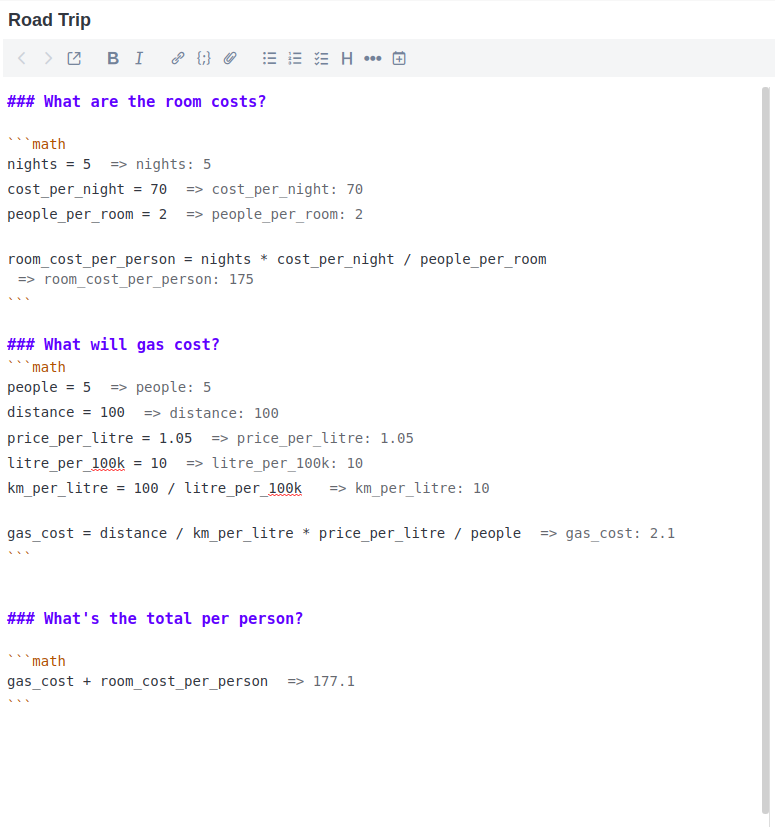 Road Trip
B I {;} H
### What are the room costs?
```math
nights = 5 => nights: 5
cost_per_night = 70 => cost_per_night: 70
people_per_room = 2 => people_per_room: 2
room_cost_per_person = nights * cost_per_night / people_per_room
=> room_cost_per_person: 175
```
### What will gas cost?
```math
people = 5 => people: 5
distance = 100 => distance: 100
price_per_litre = 1.05 => price_per_litre: 1.05
litre_per_100k = 10 => litre_per_100k: 10
km_per_litre = 100 / litre_per_100k => km_per_litre: 10
gas_cost = distance / km_per_litre * price_per_litre / people => gas_cost: 2.1
```
### What's the total per person?
```math
gas_cost + room_cost_per_person => 177.1
```